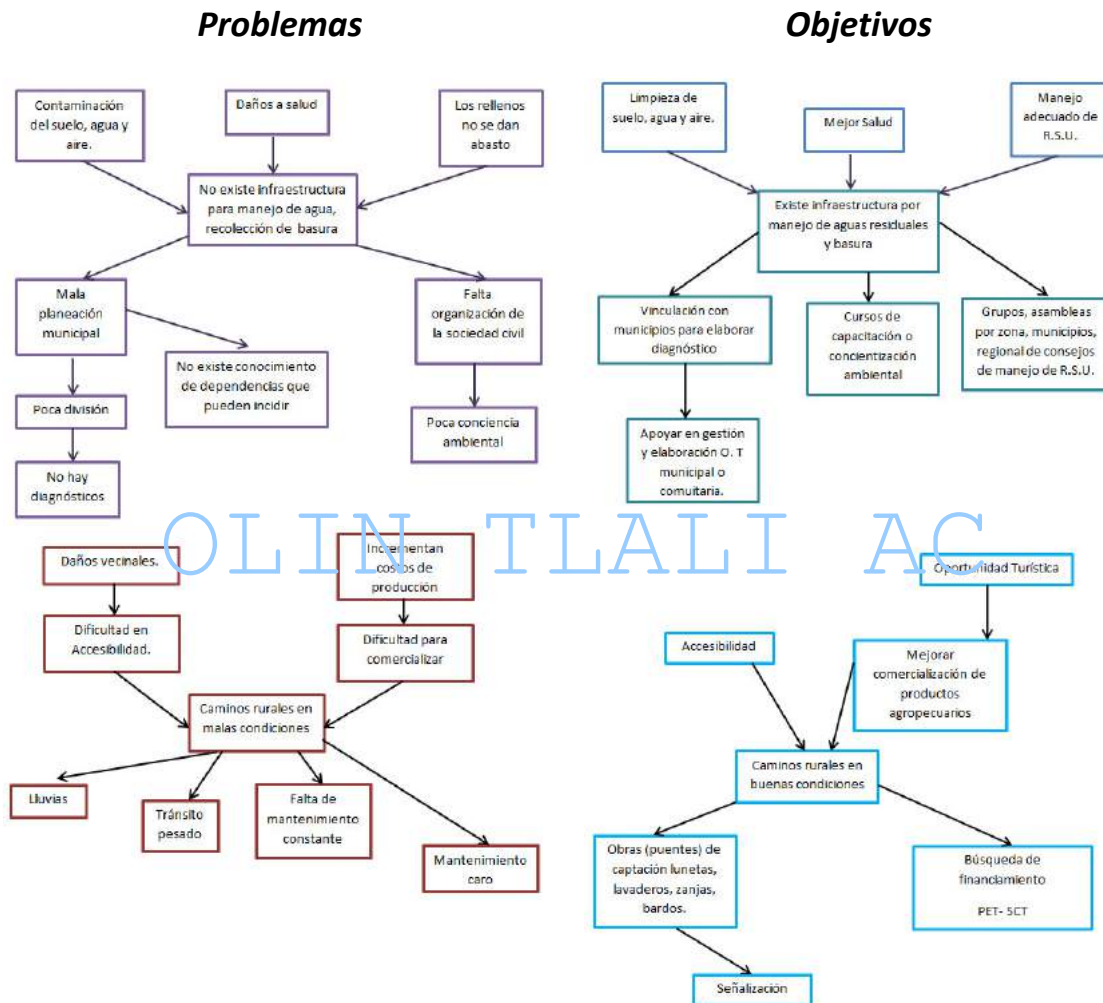 Problemas
Contaminación
del suelo, agua y
aire.
Daños a salud
Los rellenos
no se dan
abasto
No existe infraestructura
para manejo de agua,
recolección de basura
Mala
planeación
municipal
Falta
organización de
la sociedad civil
No existe conocimiento
de dependencias que
pueden incidir
Poca división
Poca conciencia
ambiental
No hay
diagnósticos
Objetivos
Limpieza de
suelo, agua y aire.
Mejor Salud
Manejo
adecuado de
R.S.U.
Existe infraestructura por
manejo de aguas residuales
y basura
Vinculación con
municipios para elaborar
diagnóstico
Cursos de
capacitación o
concientización
ambiental
Grupos, asambleas
por zona, municipios,
regional de consejos
de manejo de R.S.U.
Apoyar en gestión
y elaboración O. T
municipal o
comuitaria.
OLIN TLALI AC
Daños vecinales.
Incrementan
costos de
producción
Dificultad en
Accesibilidad.
Dificultad para
comercializar
Caminos rurales en
malas condiciones
Lluvias
Tránsito
pesado
Falta de
mantenimiento
constante
Mantenimiento
caro
Oportunidad Turística
Accesibilidad
Mejorar
comercialización de
productos
agropecuarios
Caminos rurales en
buenas condiciones
Obras (puentes) de
captación lunetas,
lavaderos, zanjas,
bardos.
Búsqueda de
financiamiento
PET- SCT
Señalización